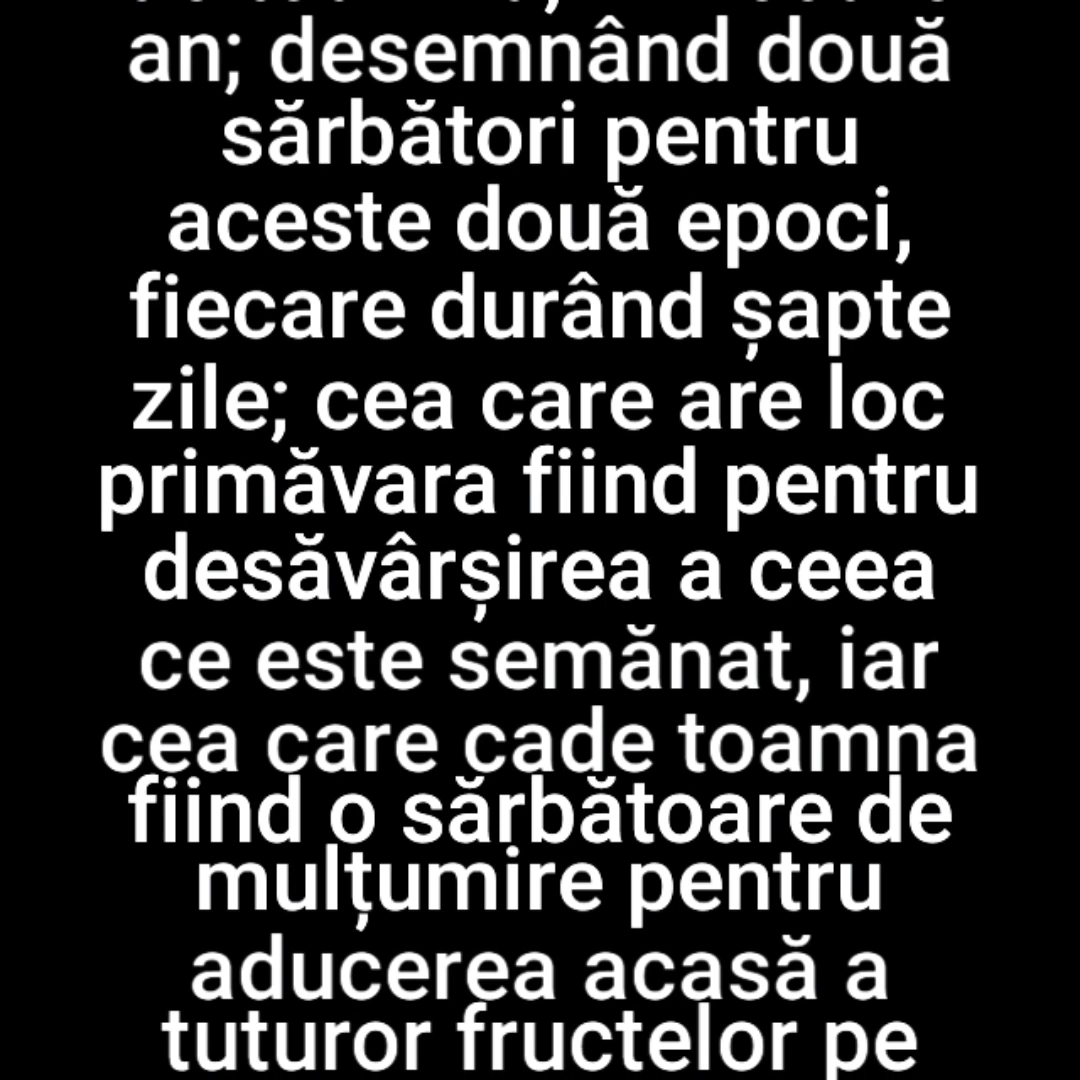 an; desemnând două
sărbători pentru
aceste două epoci,
fiecare durând șapte
zile; cea care are loc
primăvara fiind pentru
desăvârșirea a ceea
ce este semănat, iar
cea care cade toamna
fiind o sărbătoare de
mulțumire pentru
aducerea acasă a
tuturor fructelor pe